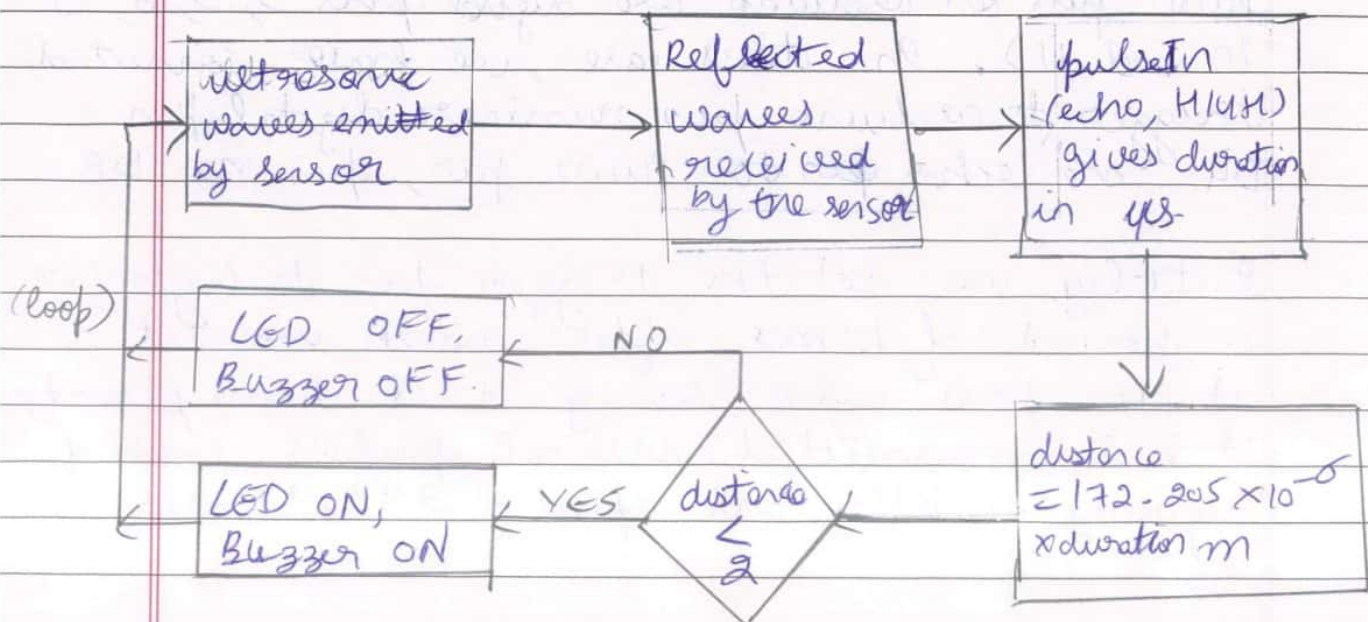 ultrasonic
waves emitted
by sensor
Reflected
waves
received
by the sensor
pulseIn
(echo, HIGH)
gives duration
in μs
distance
=172.205 ×10⁻⁶
×duration m
distance
<
2
YES
LED ON,
Buzzer ON
NO
LED OFF,
Buzzer OFF.
(loop)